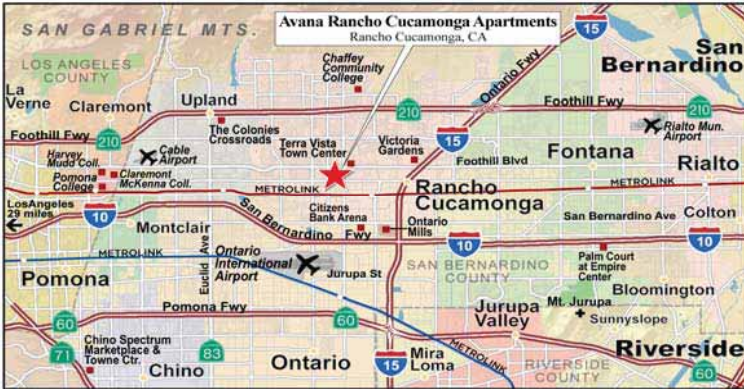 SAN GABRIEL MTS.
Avana Rancho Cucamonga Apartments
Rancho Cucamonga, CA
15
San
Bernardino
LOS ANGELES
COUNTY
Chaffey
Community
College
Ontario Fwy
La
Verne
Claremont
Upland
210
Foothill Fwy
210
Foothill Fwy
210
The Colonies
Crossroads
Cable
Airport
Terra Vista
Town Center
Victoria
Gardens
15
Foothill Blvd
Rialto Mun.
Airport
Fontana
Rialto
Harvey
Mudd Coll.
Pomona
College
Claremont
McKenna Coll.
METROLINK
METROLINK
Rancho
Cucamonga
LosAngeles
29 miles
10
San Bernardino Fwy
Citizens
Bank Arena
Ontario
Mills
San Bernardino Ave
Colton
Montclair
10
10
METROLINK
Euclid Ave
Ontario
International
Airport
Jurupa St
SAN BERNARDINO
COUNTY
Palm Court
at Empire
Center
Pomona
Bloomington
Pomona Fwy
60
60
Jurupa
Valley
Mt. Jurupa
Sunnyslope
Chino Spectrum
Marketplace &
Towne Ctr.
71
83
Chino
Ontario
15
Mira
Loma
METROLINK
RIVERSIDE
COUNTY
Riverside
60